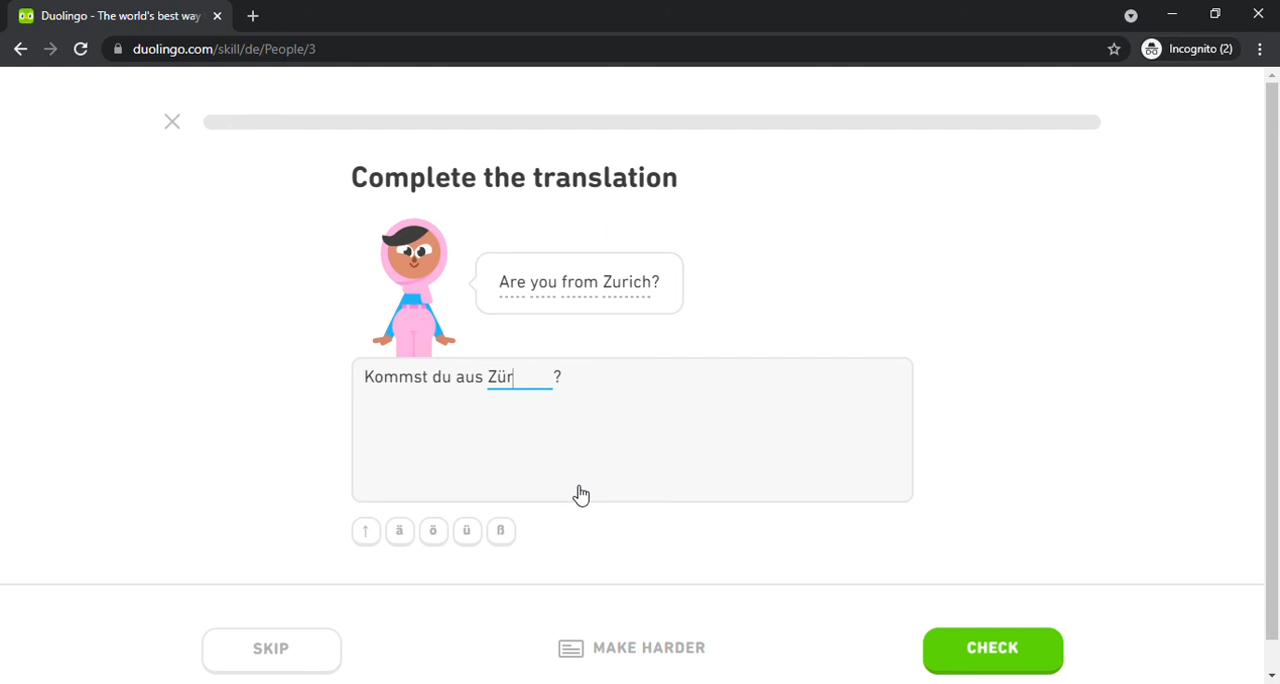 Duolingo - The world's best way
duolingo.com/skill/de/People/3
Incognito (2)
Complete the translation
Are you from Zurich?
Kommst du aus Zür ?
↑ ä ö ü ß
SKIP
MAKE HARDER
CHECK